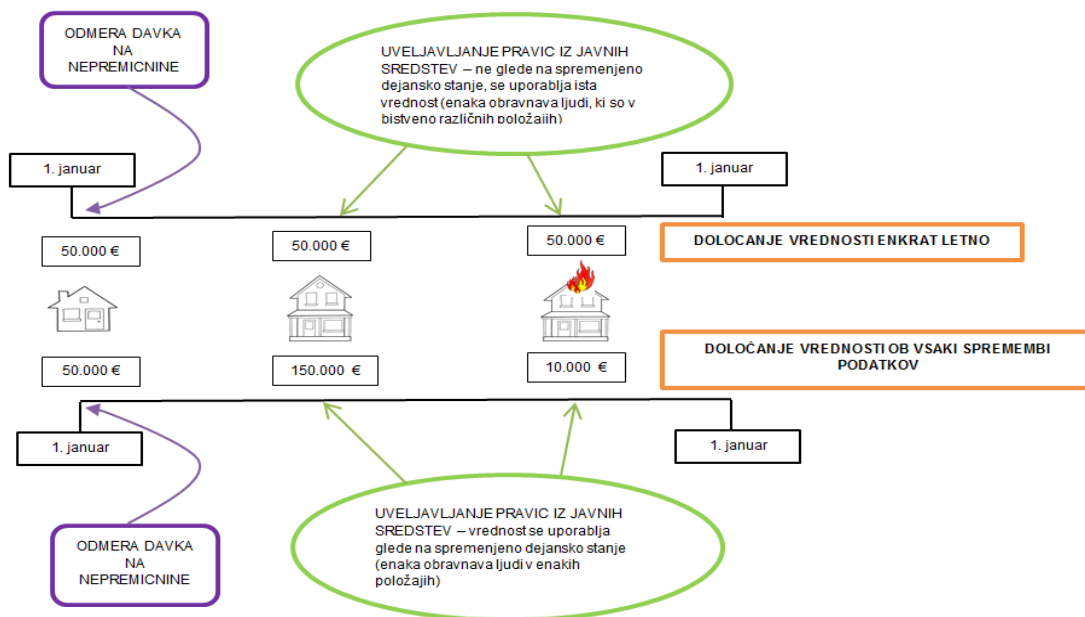 ODMERA DAVKA
NA
NEPREMICNINE
UVELJAVLJANJE PRAVIC IZ JAVNIH
SREDSTEV – ne glede na spremenjeno
dejansko stanje, se uporablja ista
vrednost (enaka obravnava ljudi, ki so v
bistveno različnih položajih)
1. januar
1. januar
50.000 €
50.000 €
50.000 €
DOLOCANJE VREDNOSTI ENKRAT LETNO
50.000 €
150.000 €
10.000 €
DOLOČANJE VREDNOSTI OB VSAKI SPREMEMBI
PODATKOV
1. januar
1. januar
UVELJAVLJANJE PRAVIC IZ JAVNIH
SREDSTEV – vrednost se uporablja
glede na spremenjeno dejansko stanje
(enaka obravnava ljudi v enakih
položajih)
ODMERA DAVKA
NA
NEPREMICNINE